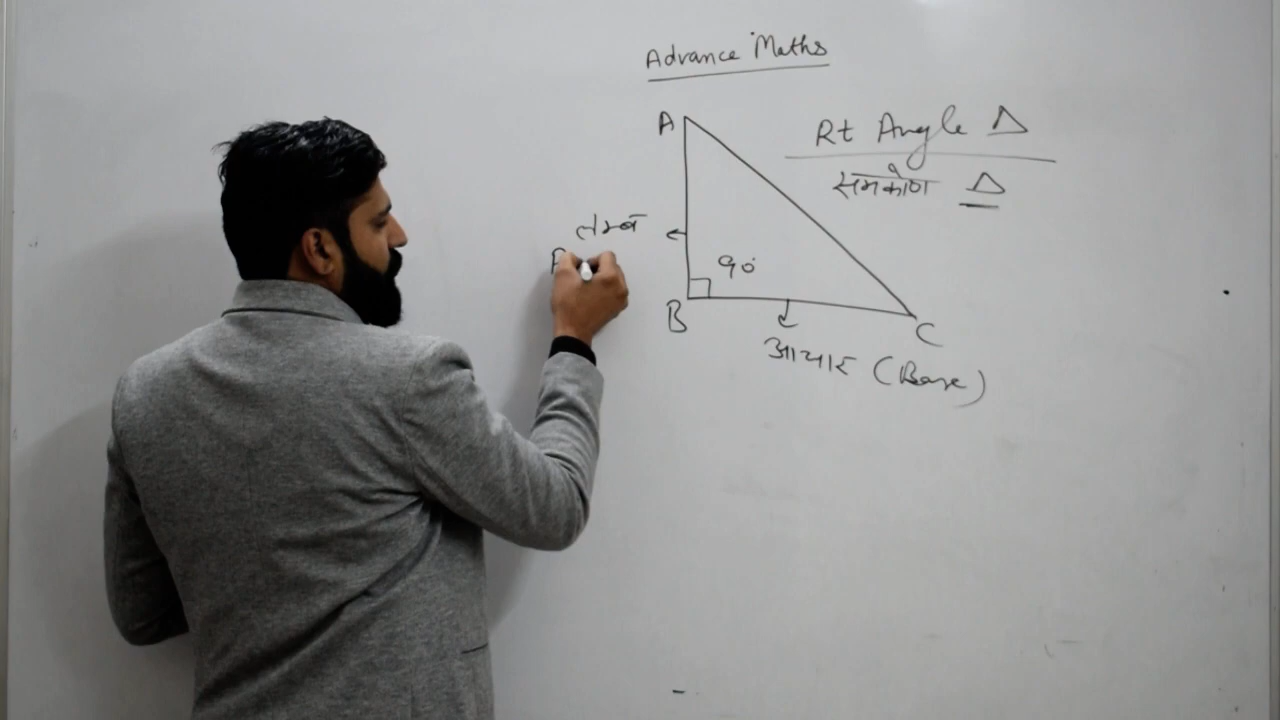 Advance Maths
A
Rt Angle Δ
समकोण Δ
लम्ब
90°
B
C
आधार (Base)